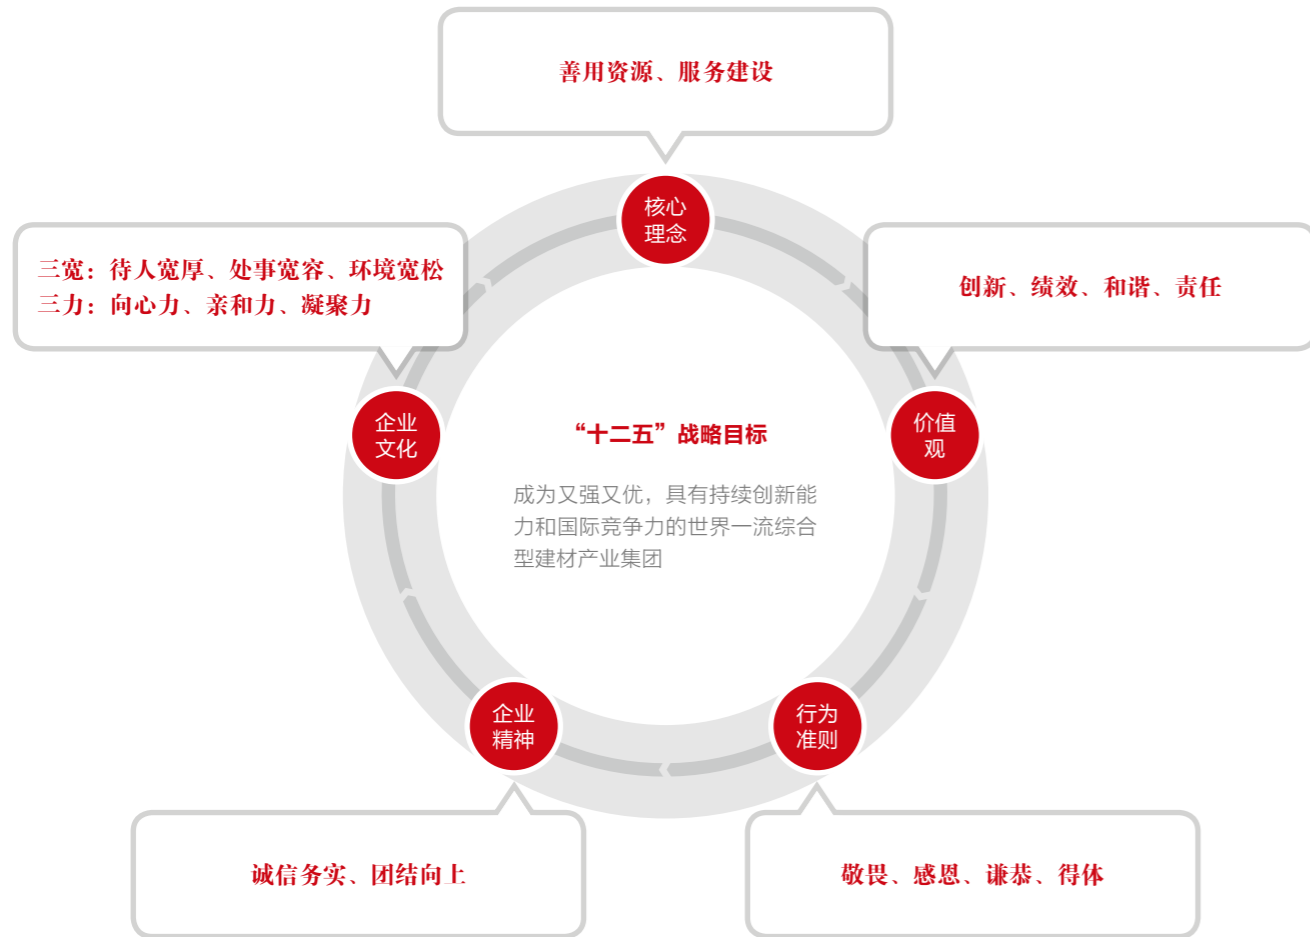 善用资源、服务建设
核心
理念
三宽：待人宽厚、处事宽容、环境宽松
三力：向心力、亲和力、凝聚力
创新、绩效、和谐、责任
企业
文化
价值
观
“十二五”战略目标
成为又强又优，具有持续创新能
力和国际竞争力的世界一流综合
型建材产业集团
企业
精神
行为
准则
诚信务实、团结向上
敬畏、感恩、谦恭、得体